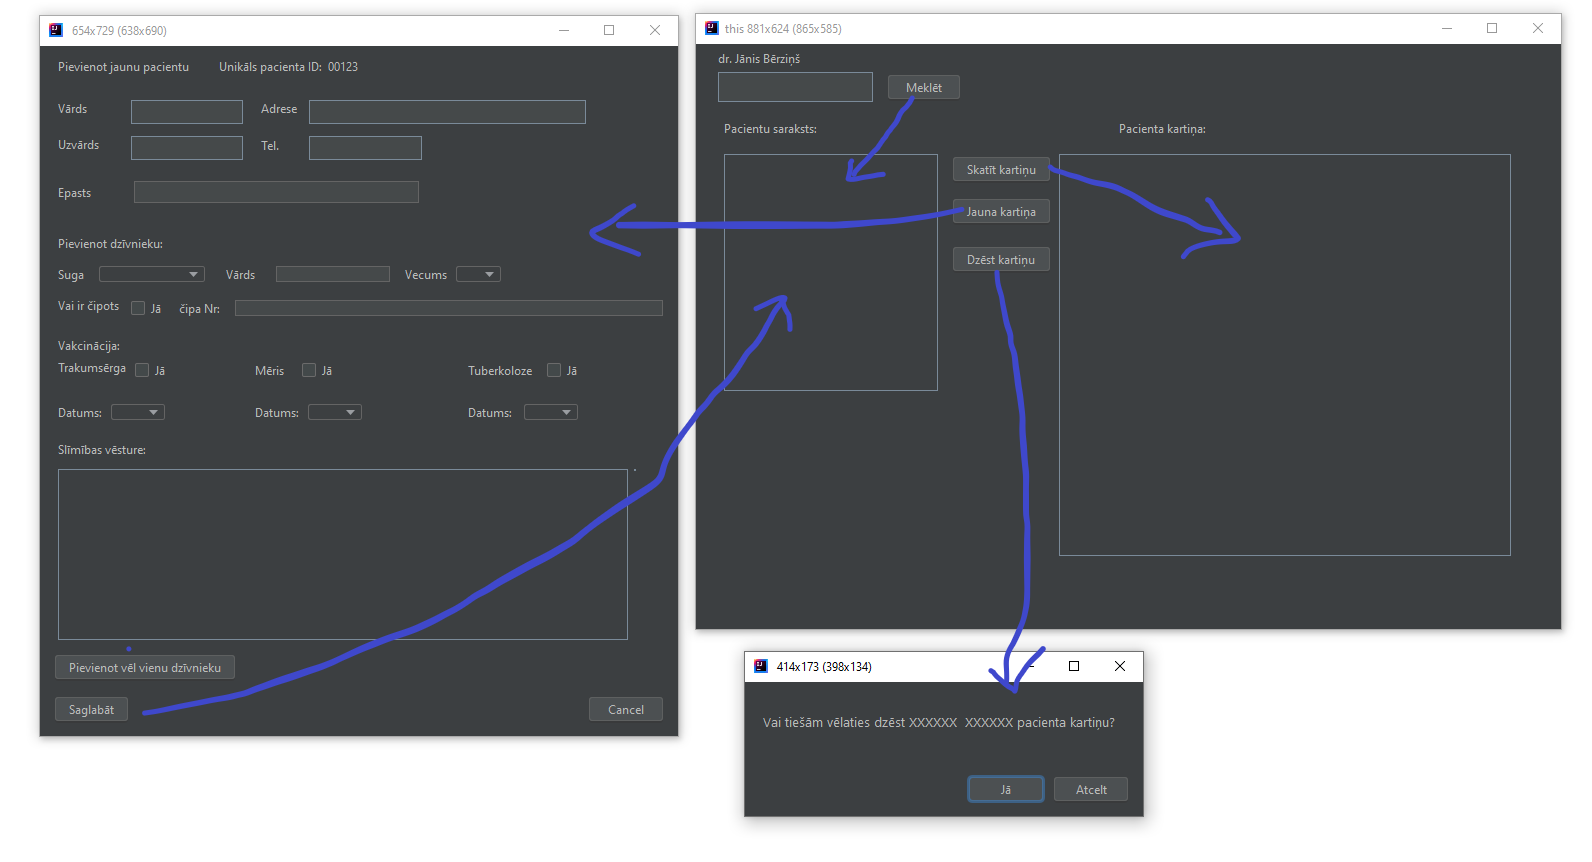 654x729 (638x690)
Pievienot jaunu pacientu Unikāls pacienta ID: 00123
Vārds Adrese
Uzvārds Tel.
Epasts
Pievienot dzīvnieku:
Suga Vārds Vecums
Vai ir čipots Jā čipa Nr:
Vakcinācija:
Trakumsērga Jā Mēris Jā Tuberkoloze Jā
Datums: Datums: Datums:
Slīmības vēsture:
Pievienot vēl vienu dzīvnieku
Saglabāt Cancel
this 881x624 (865x585)
dr. Jānis Bērziņš
Meklēt
Pacientu saraksts: Pacienta kartiņa:
Skatīt kartiņu
Jauna kartiņa
Dzēst kartiņu
414x173 (398x134)
Vai tiešām vēlaties dzēst XXXXXX XXXXXX pacienta kartiņu?
Jā Atcelt